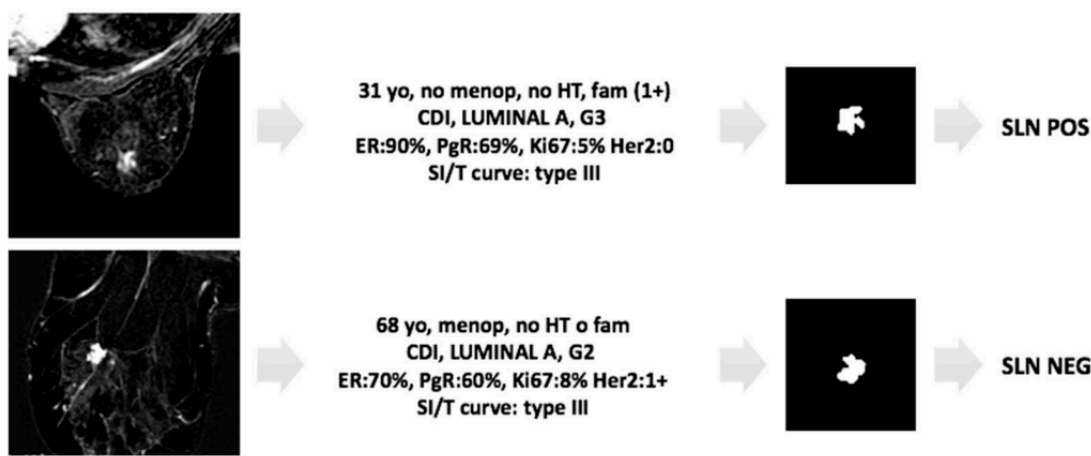 31 yo, no menop, no HT, fam (1+)
CDI, LUMINAL A, G3
ER:90%, PgR:69%, Ki67:5% Her2:0
SI/T curve: type III
SLN POS
68 yo, menop, no HT o fam
CDI, LUMINAL A, G2
ER:70%, PgR:60%, Ki67:8% Her2:1+
SI/T curve: type III
SLN NEG